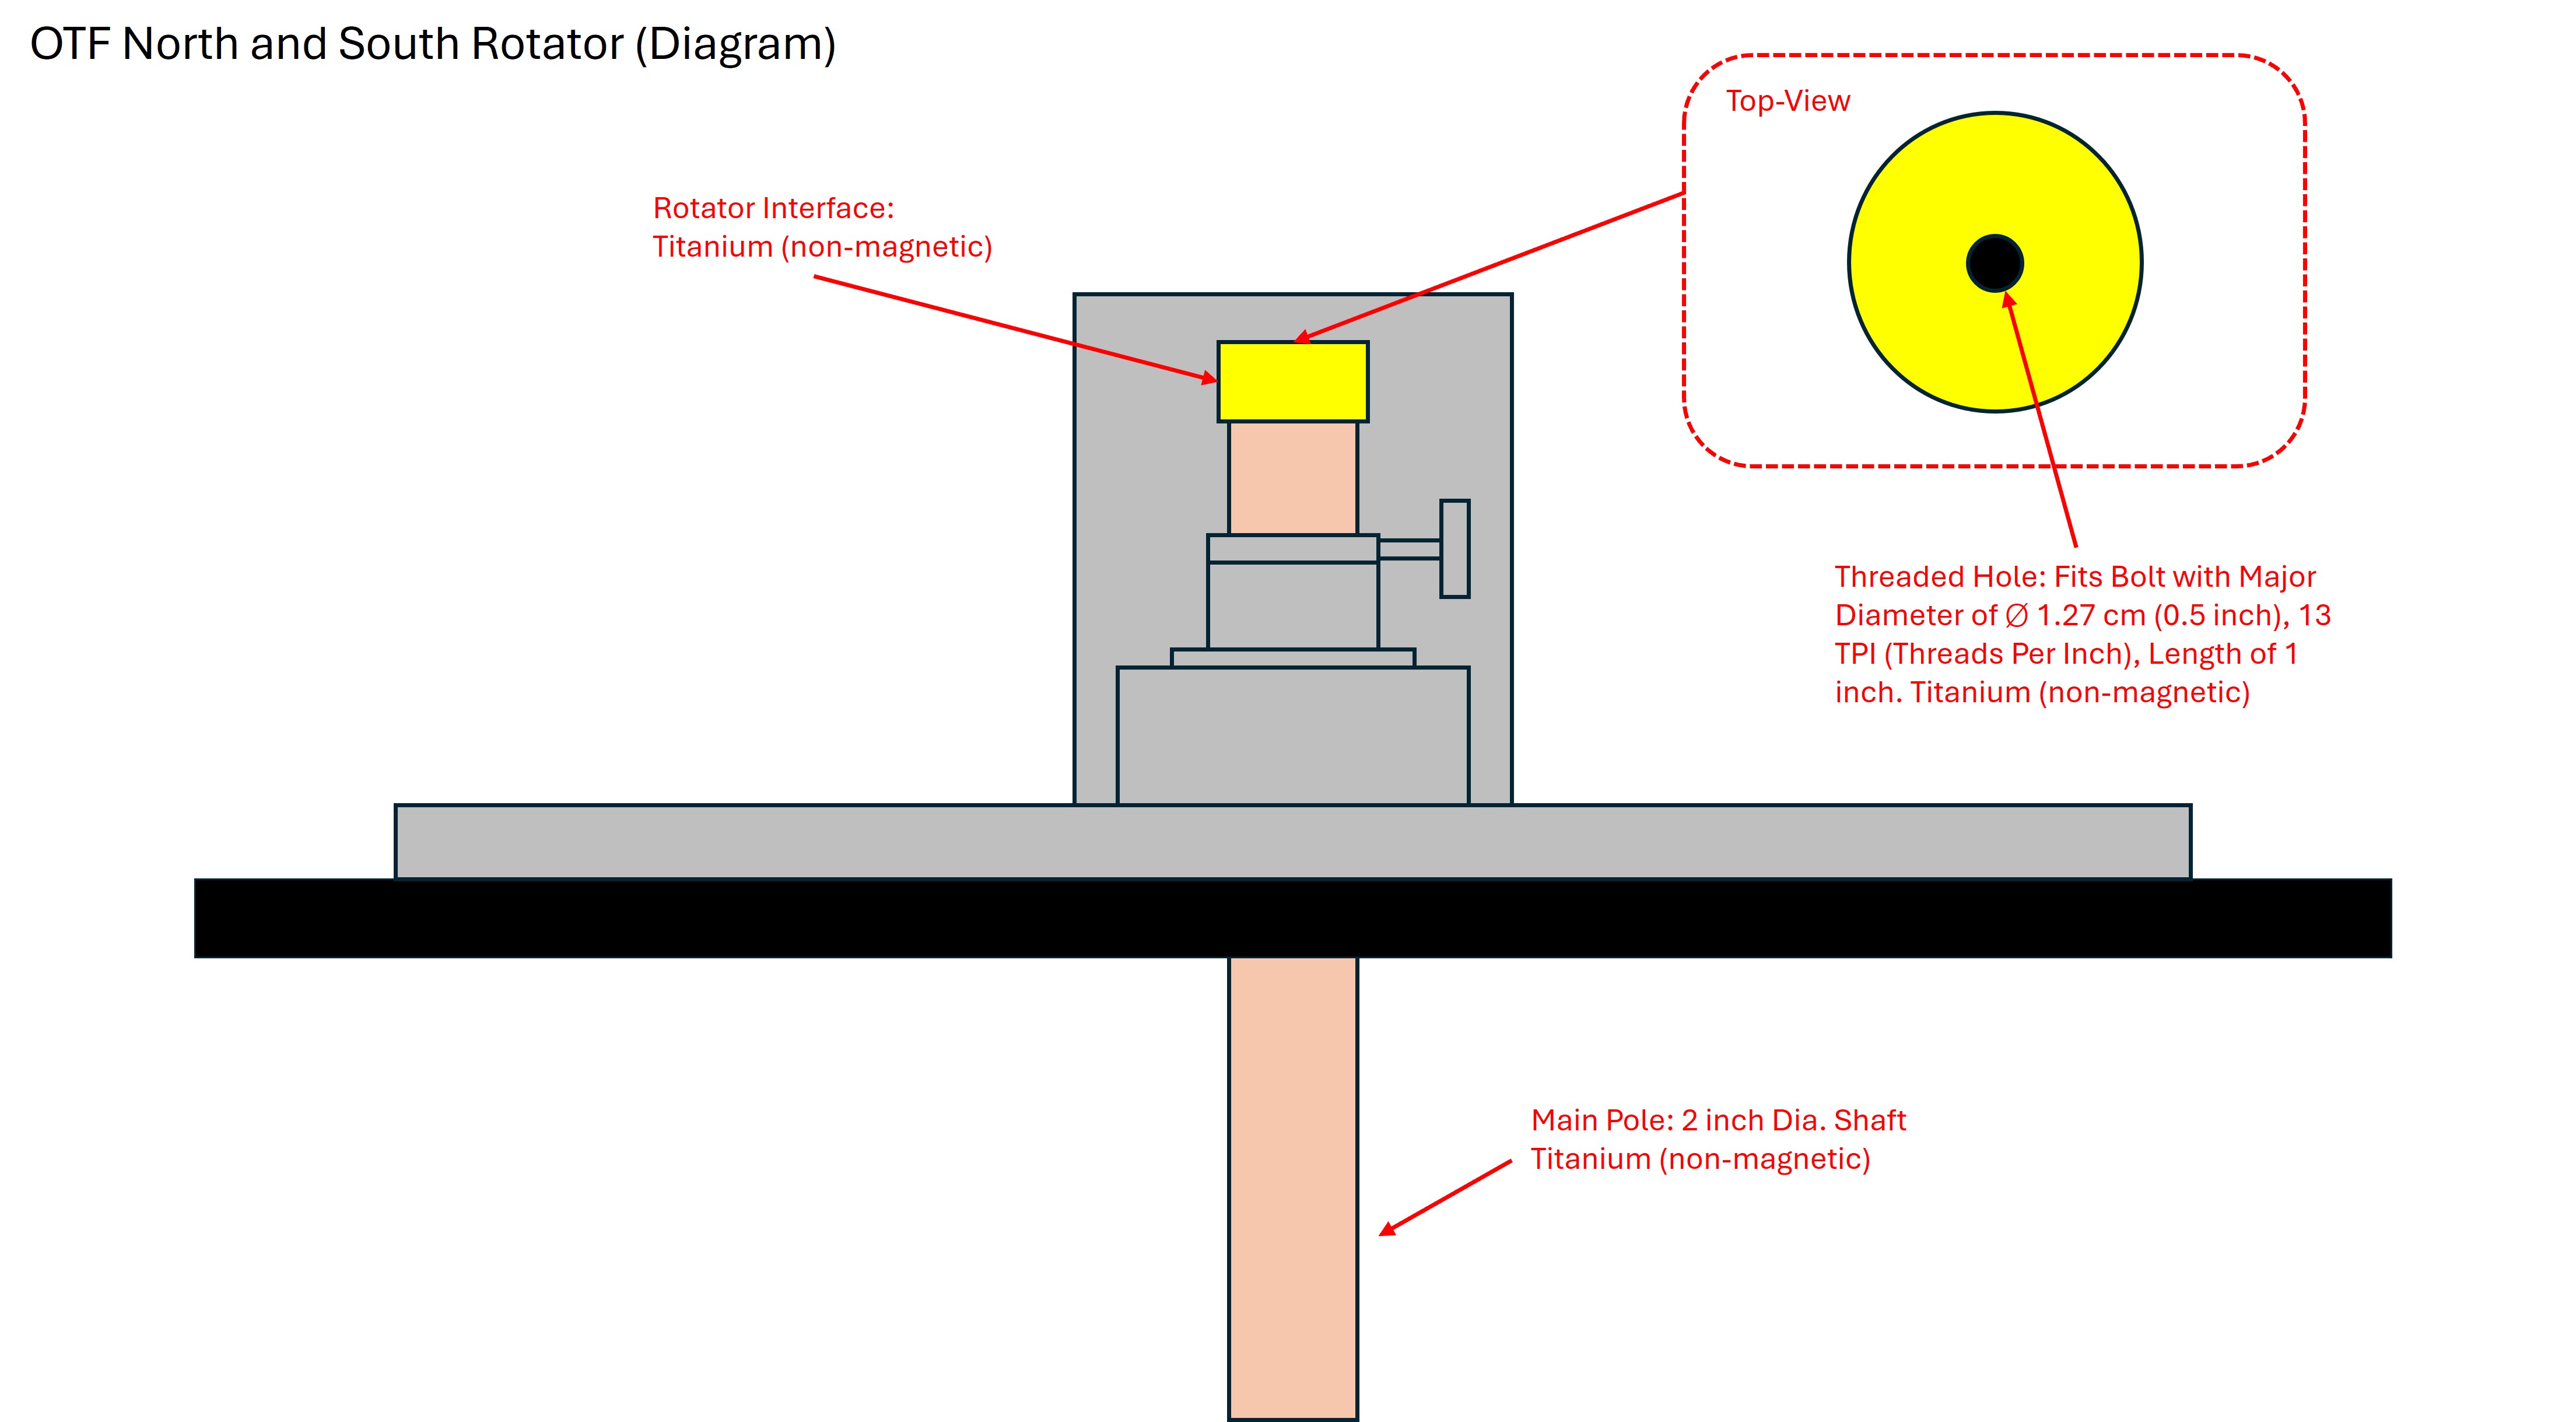 OTF North and South Rotator (Diagram)
Top-View
Rotator Interface:
Titanium (non-magnetic)
Threaded Hole: Fits Bolt with Major
Diameter of ∅ 1.27 cm (0.5 inch), 13
TPI (Threads Per Inch), Length of 1
inch. Titanium (non-magnetic)
Main Pole: 2 inch Dia. Shaft
Titanium (non-magnetic)